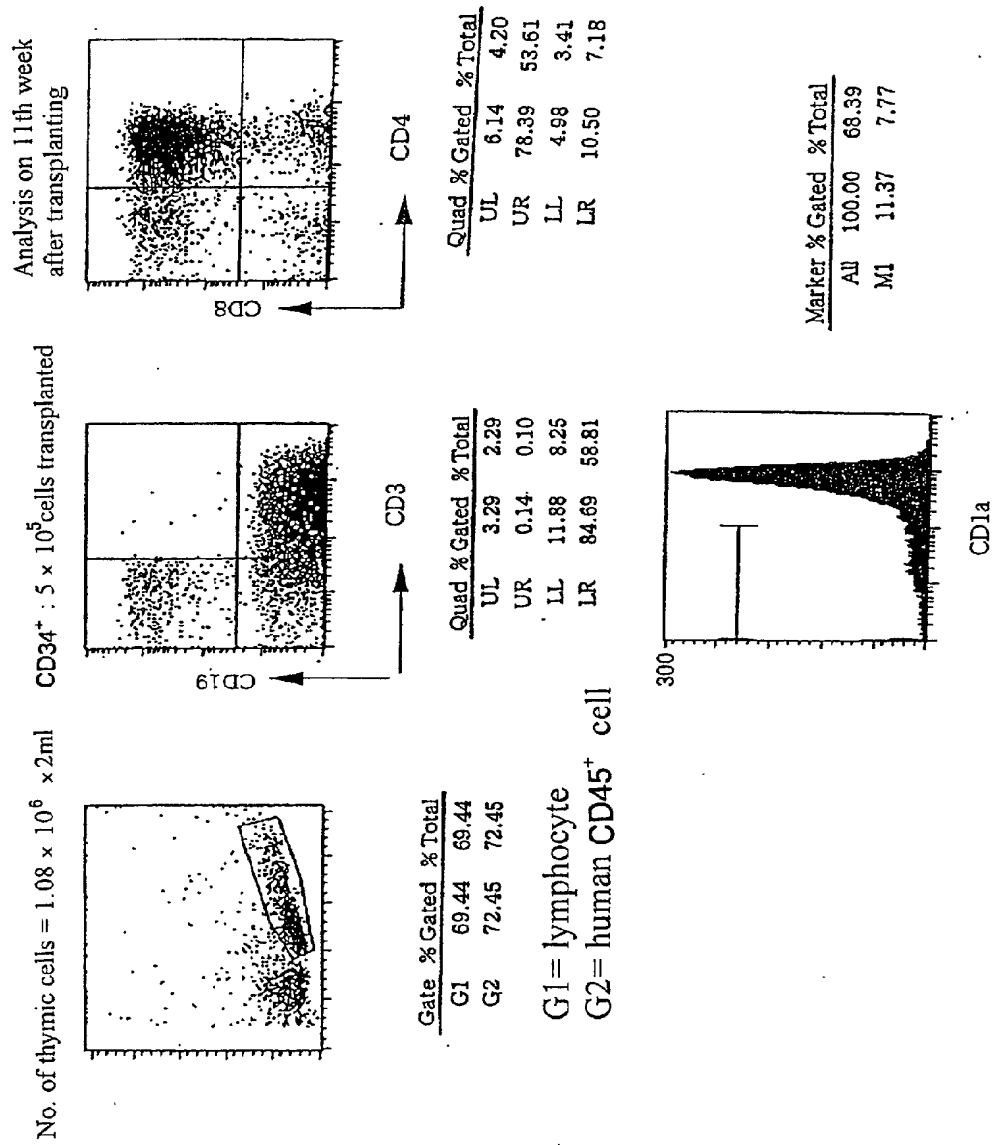 No. of thymic cells = 1.08 × 10⁶ × 2ml
CD34⁺ : 5 × 10⁵ cells transplanted
Analysis on 11th week
after transplanting
CD19
CD3
CD8
CD4
Gate % Gated % Total
G1 69.44 69.44
G2 72.45 72.45
G1= lymphocyte
G2= human CD45⁺ cell
Quad % Gated % Total
UL 3.29 2.29
UR 0.14 0.10
LL 11.88 8.25
LR 84.69 58.81
Quad % Gated % Total
UL 6.14 4.20
UR 78.39 53.61
LL 4.98 3.41
LR 10.50 7.18
300
CD1a
Marker % Gated % Total
All 100.00 68.39
M1 11.37 7.77